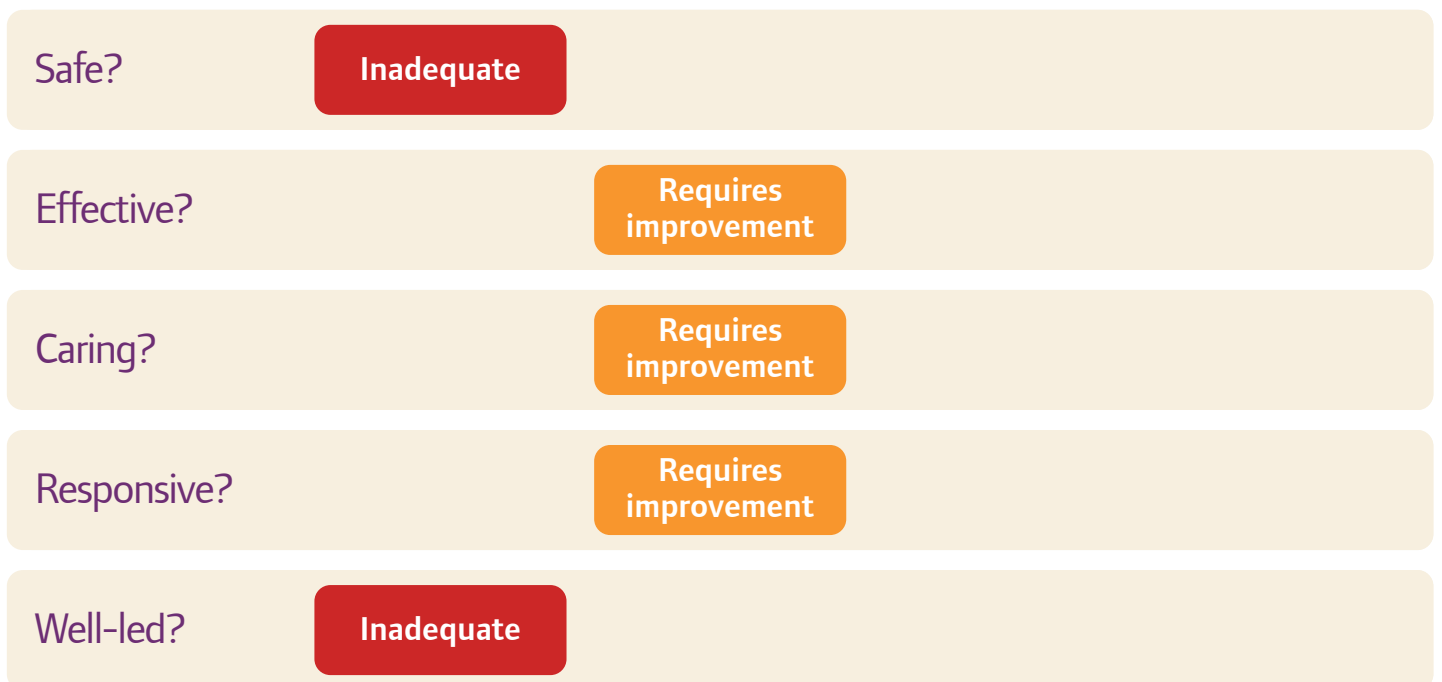 Safe?
Inadequate
Effective?
Requires
improvement
Caring?
Requires
improvement
Responsive?
Requires
improvement
Well-led?
Inadequate